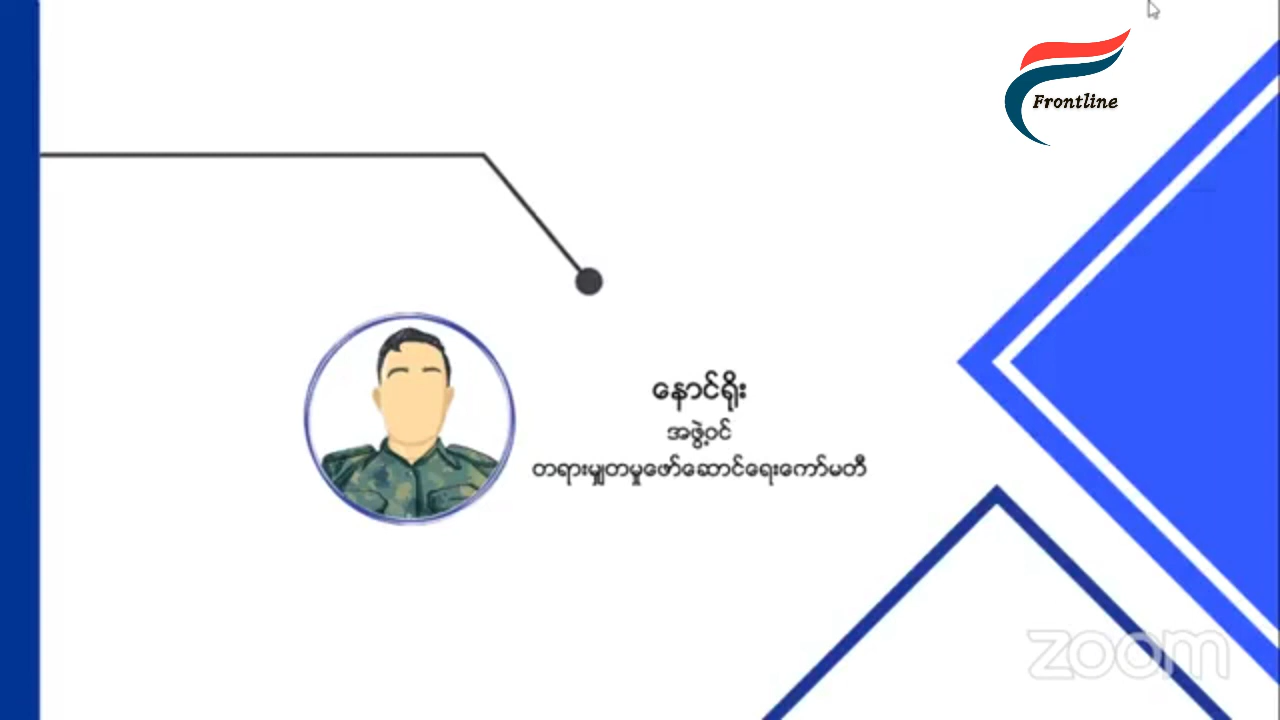 Frontline
နောင်ရိုး
အဖွဲ့ဝင်
တရားမျှတမှုဖော်ဆောင်ရေးကော်မတီ
zoom